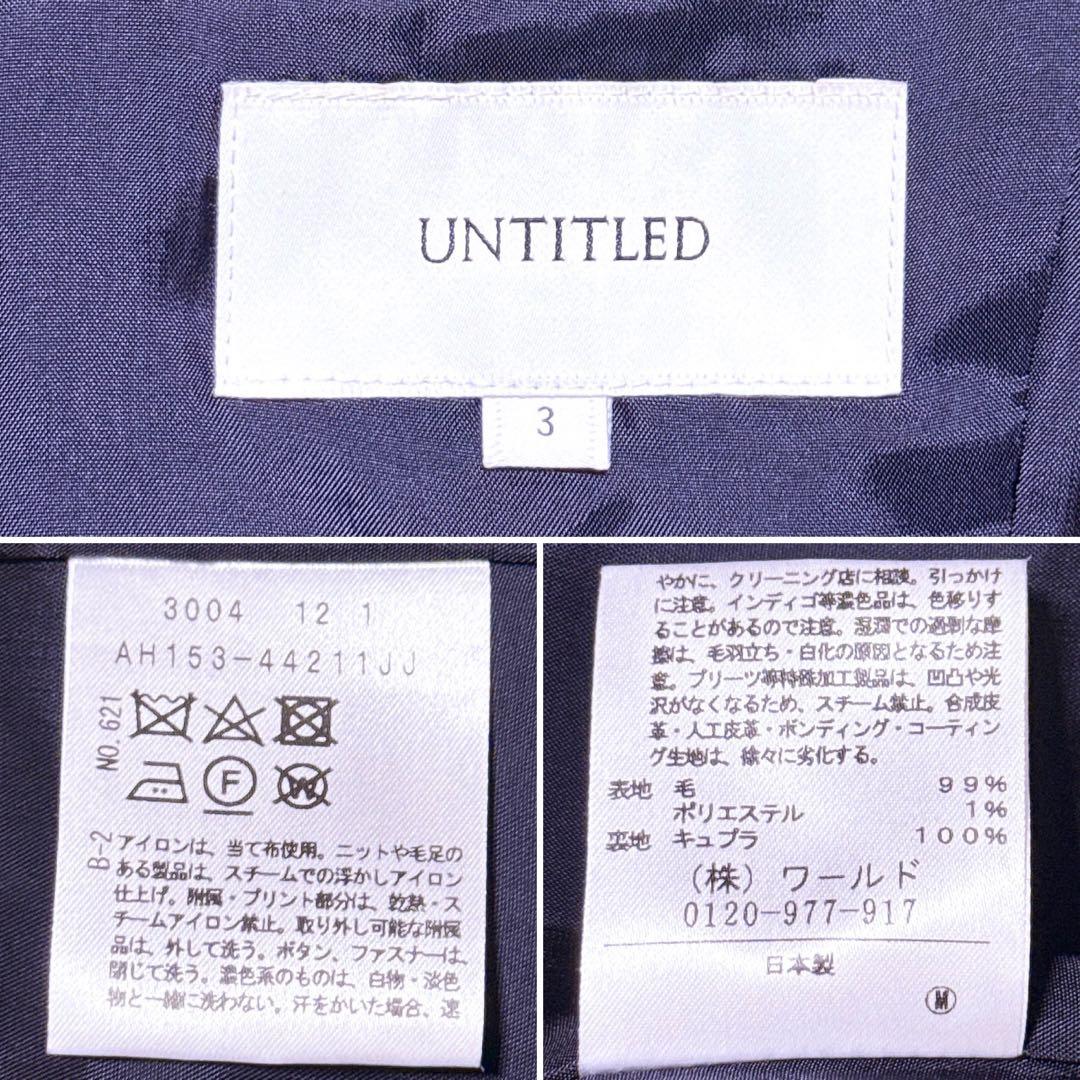 UNTITLED
3
3004 12 1
AH153-44211JJ
NO.621
F
W
B-2
アイロンは、当て布使用。ニットや毛足の
ある製品は、スチームでの浮かしアイロン
仕上げ。附属・プリント部分は、乾熱・ス
チームアイロン禁止。取り外し可能な附属
品は、外して洗う。ボタン、ファスナーは、
閉じて洗う。濃色系のものは、白物・淡色
物と一緒に洗わない。汗をかいた場合、速
やかに、クリーニング店に相談。引っかけ
に注意。インディゴ等濃色品は、色移りす
ることがあるので注意。湿潤での過剰な摩
擦は、毛羽立ち・白化の原因となるため注
意。プリーツ等特殊加工製品は、凹凸や光
沢がなくなるため、スチーム禁止。合成皮
革・人工皮革・ボンディング・コーティン
グ生地は、徐々に劣化する。
表地 毛 99%
ポリエステル 1%
裏地 キュプラ 100%
(株)ワールド
0120-977-917
日本製
M